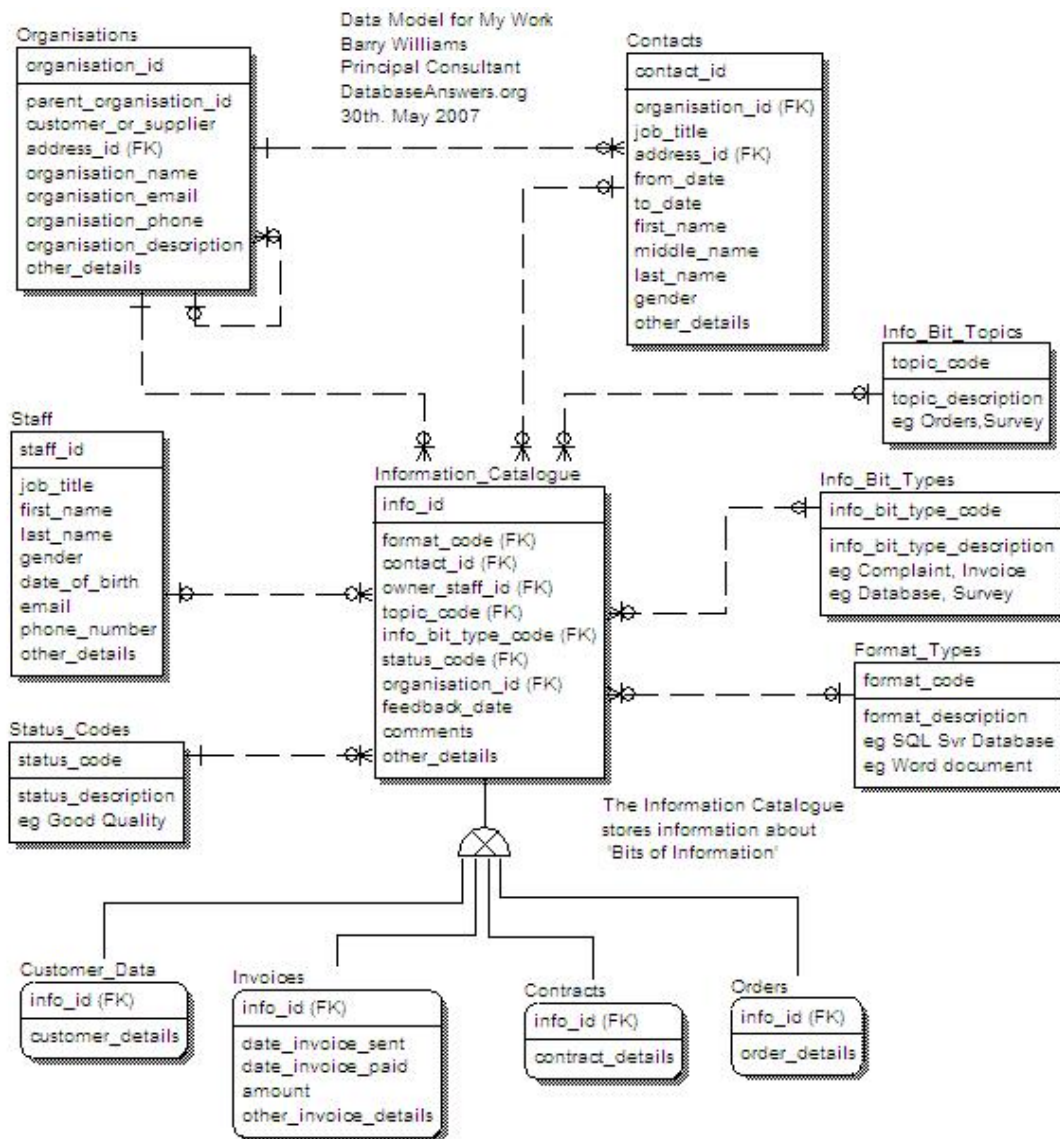 Data Model for My Work
Barry Williams
Principal Consultant
DatabaseAnswers.org
30th. May 2007
Organisations
organisation_id
parent_organisation_id
customer_or_supplier
address_id (FK)
organisation_name
organisation_email
organisation_phone
organisation_description
other_details
Contacts
contact_id
organisation_id (FK)
job_title
address_id (FK)
from_date
to_date
first_name
middle_name
last_name
gender
other_details
Info_Bit_Topics
topic_code
topic_description
eg Orders,Survey
Staff
staff_id
job_title
first_name
last_name
gender
date_of_birth
email
phone_number
other_details
Information_Catalogue
info_id
format_code (FK)
contact_id (FK)
owner_staff_id (FK)
topic_code (FK)
info_bit_type_code (FK)
status_code (FK)
organisation_id (FK)
feedback_date
comments
other_details
Info_Bit_Types
info_bit_type_code
info_bit_type_description
eg Complaint, Invoice
eg Database, Survey
Format_Types
format_code
format_description
eg SQL Svr Database
eg Word document
Status_Codes
status_code
status_description
eg Good Quality
The Information Catalogue
stores information about
'Bits of Information'
Customer_Data
info_id (FK)
customer_details
Invoices
info_id (FK)
date_invoice_sent
date_invoice_paid
amount
other_invoice_details
Contracts
info_id (FK)
contract_details
Orders
info_id (FK)
order_details